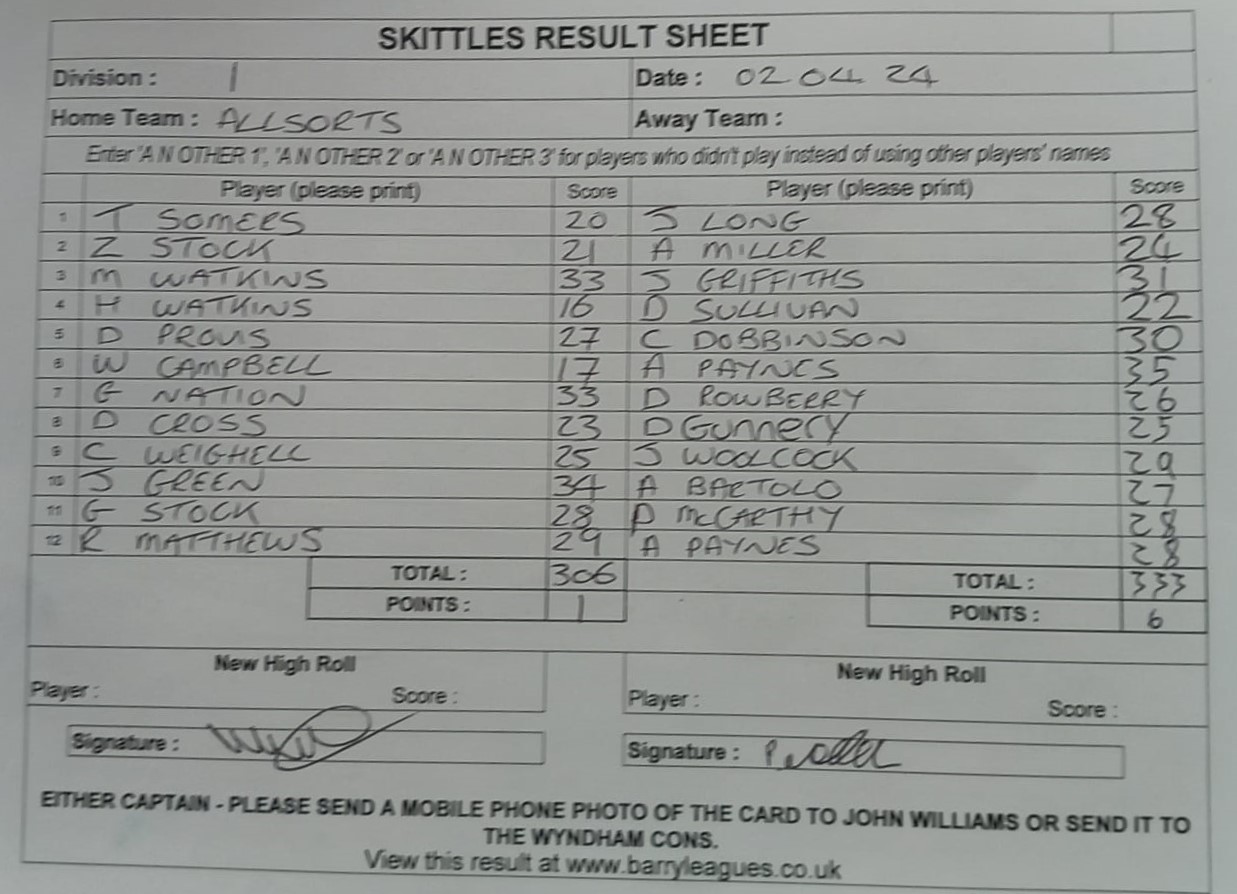 SKITTLES RESULT SHEET
Division : 1 Date : 02 04 24
Home Team : ALLSORTS Away Team :
Enter 'A N OTHER 1', 'A N OTHER 2' or 'A N OTHER 3' for players who didn't play instead of using other players' names
Player (please print) Score Player (please print) Score
1 T SOMERS 20 J LONG 28
2 Z STOCK 21 A MILLER 24
3 M WATKINS 33 J GRIFFITHS 31
4 H WATKINS 16 D SULLIVAN 22
5 D PROVIS 27 C DOBBINSON 30
6 W CAMPBELL 17 A PAYNES 35
7 G NATION 33 D ROWBERRY 26
8 D CROSS 23 D Gunnery 25
9 C WEIGHELL 25 J WOOLCOCK 29
10 J GREEN 34 A BARTOLO 27
11 G STOCK 28 P McCARTHY 28
12 R MATTHEWS 29 A PAYNES 28
TOTAL : 306 TOTAL : 333
POINTS : 1 POINTS : 6
New High Roll New High Roll
Player : Score : Player : Score :
Signature : Signature :
EITHER CAPTAIN - PLEASE SEND A MOBILE PHONE PHOTO OF THE CARD TO JOHN WILLIAMS OR SEND IT TO
THE WYNDHAM CONS.
View this result at www.barryleagues.co.uk